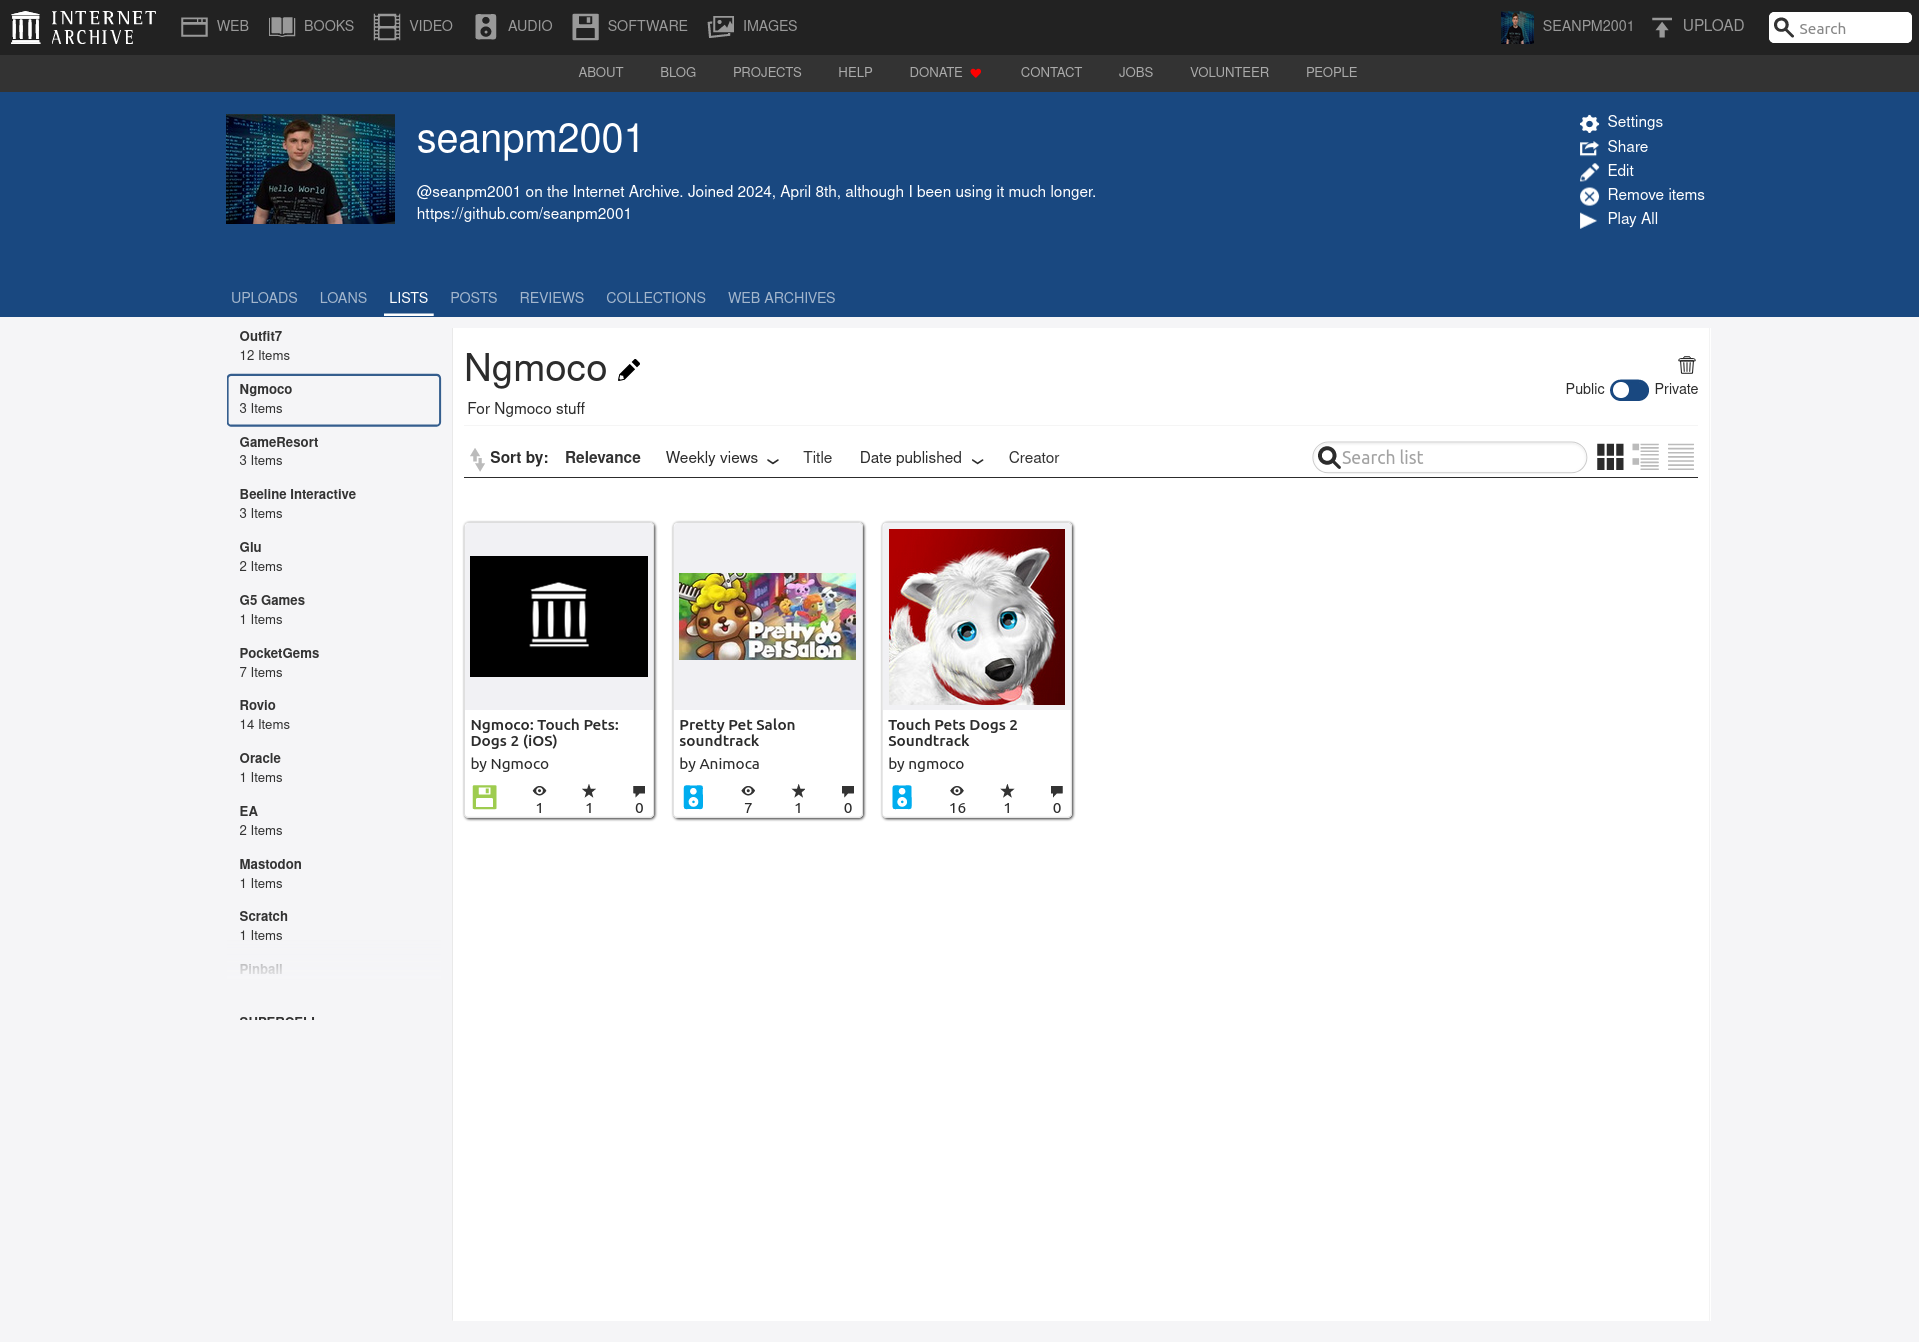 INTERNET ARCHIVE
WEB BOOKS VIDEO AUDIO SOFTWARE IMAGES SEANPM2001 UPLOAD Search
ABOUT BLOG PROJECTS HELP DONATE CONTACT JOBS VOLUNTEER PEOPLE
Hello World
seanpm2001
@seanpm2001 on the Internet Archive. Joined 2024, April 8th, although I been using it much longer.
https://github.com/seanpm2001
Settings
Share
Edit
Remove items
Play All
UPLOADS LOANS LISTS POSTS REVIEWS COLLECTIONS WEB ARCHIVES
Outfit7
12 Items
Ngmoco
3 Items
GameResort
3 Items
Beeline Interactive
3 Items
Glu
2 Items
G5 Games
1 Items
PocketGems
7 Items
Rovio
14 Items
Oracle
1 Items
EA
2 Items
Mastodon
1 Items
Scratch
1 Items
Pinball
SUPERCELL
Ngmoco
For Ngmoco stuff
Public Private
Sort by: Relevance Weekly views Title Date published Creator
Search list
Ngmoco: Touch Pets:
Dogs 2 (iOS)
by Ngmoco
1 1 0
Pretty
PetSalon
Pretty Pet Salon
soundtrack
by Animoca
7 1 0
Touch Pets Dogs 2
Soundtrack
by ngmoco
16 1 0